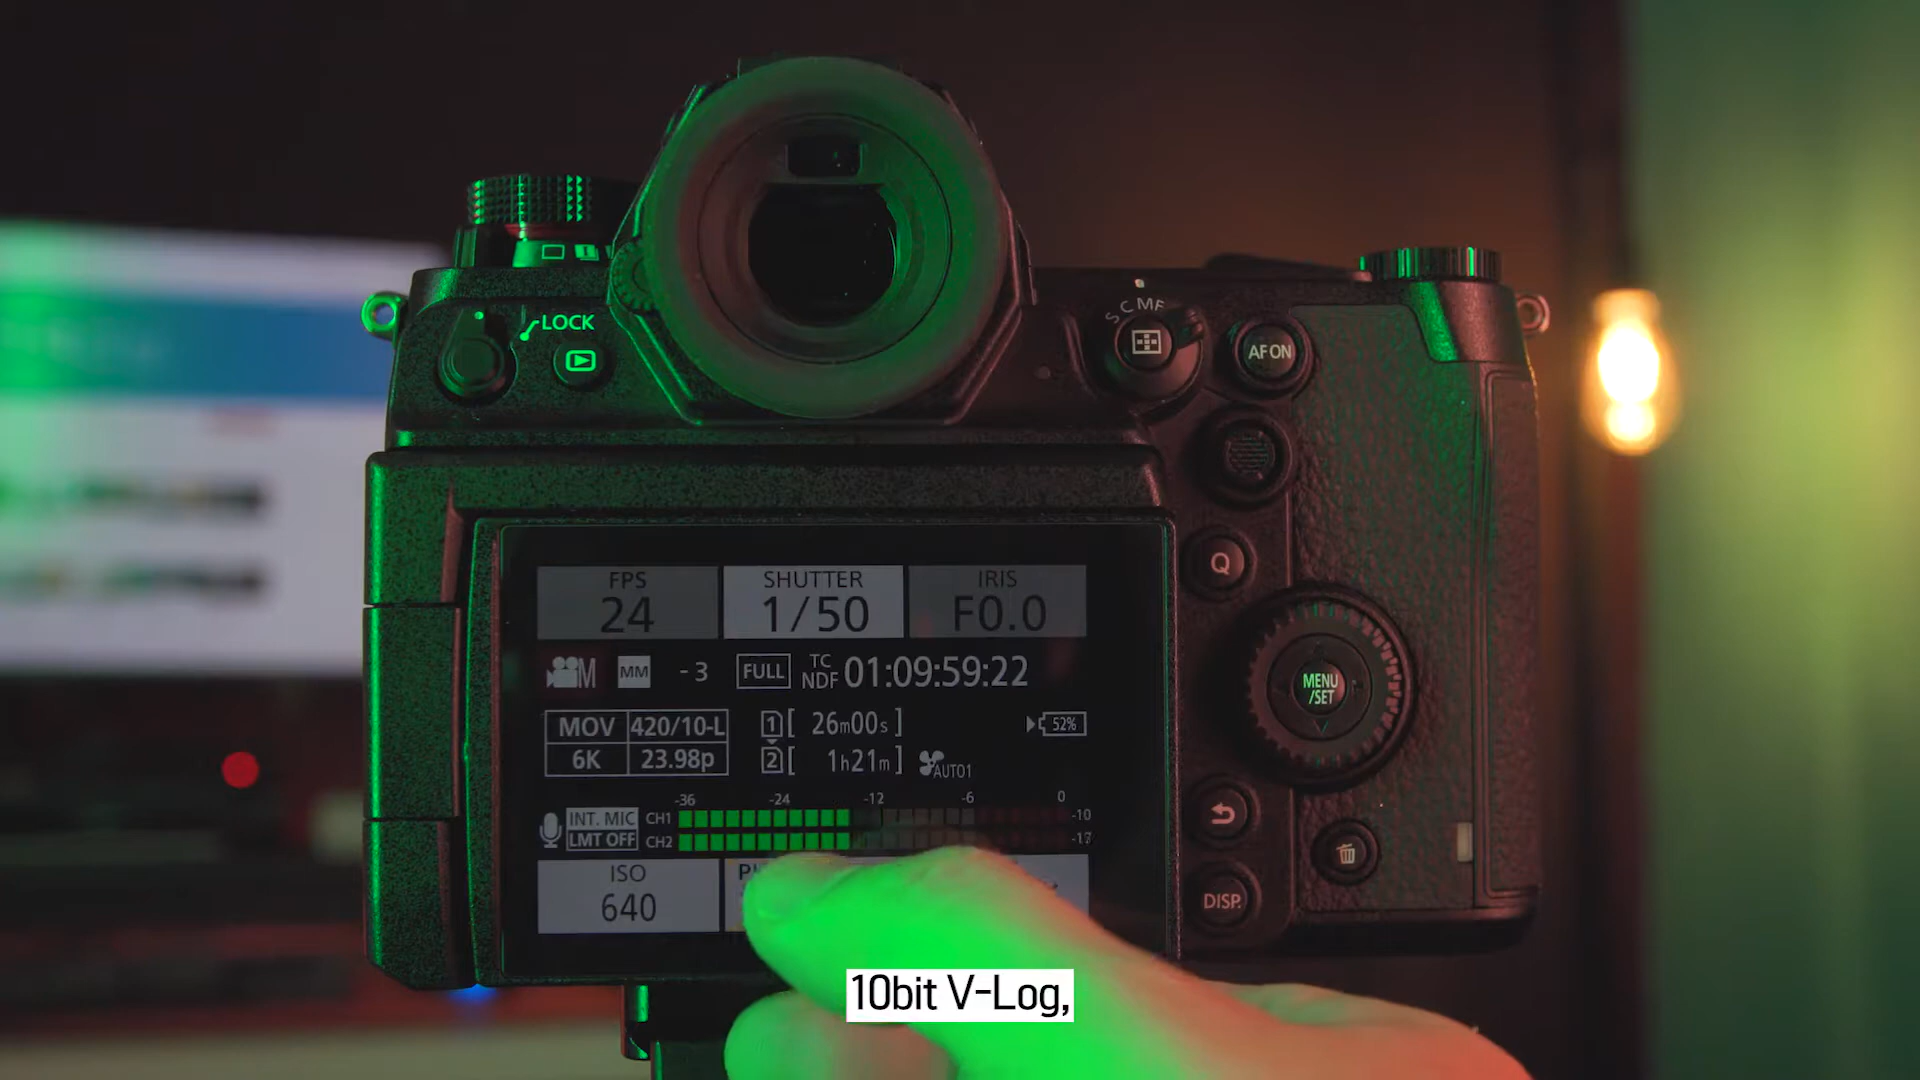 LOCK
S C MF
AF ON
Q
MENU
/SET
DISP.
FPS
24
SHUTTER
1/50
IRIS
F0.0
M
MM
-3
FULL
TC
NDF
01:09:59:22
MOV
420/10-L
6K
23.98p
1[ 26m00s]
2[ 1h21m]
52%
AUTO1
-36
-24
-12
-6
0
INT. MIC
LMT OFF
CH1
CH2
-10
ISO
640
10bit V-Log,